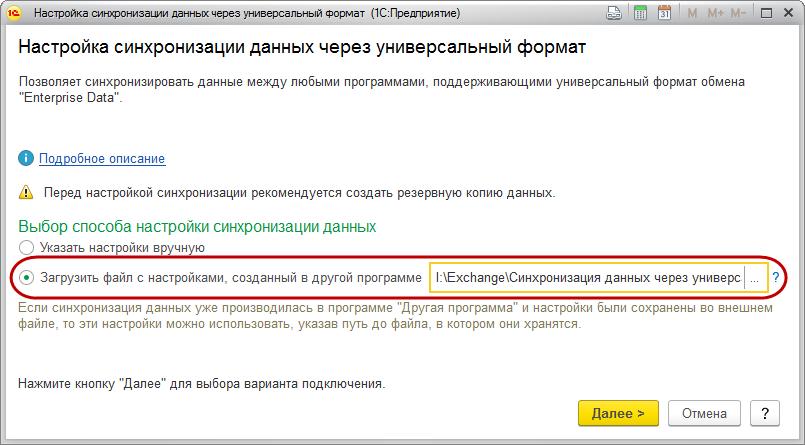 Настройка синхронизации данных через универсальный формат (1С:Предприятие)
M M+ M-
Настройка синхронизации данных через универсальный формат
Позволяет синхронизировать данные между любыми программами, поддерживающими универсальный формат обмена
"Enterprise Data".
Подробное описание
Перед настройкой синхронизации рекомендуется создать резервную копию данных.
Выбор способа настройки синхронизации данных
Указать настройки вручную
Загрузить файл с настройками, созданный в другой программе I:\Exchange\Синхронизация данных через универс ... ?
Если синхронизация данных уже производилась в программе "Другая программа" и настройки были сохранены во внешнем
файле, то эти настройки можно использовать, указав путь до файла, в котором они хранятся.
Нажмите кнопку "Далее" для выбора варианта подключения.
Далее > Отмена ?